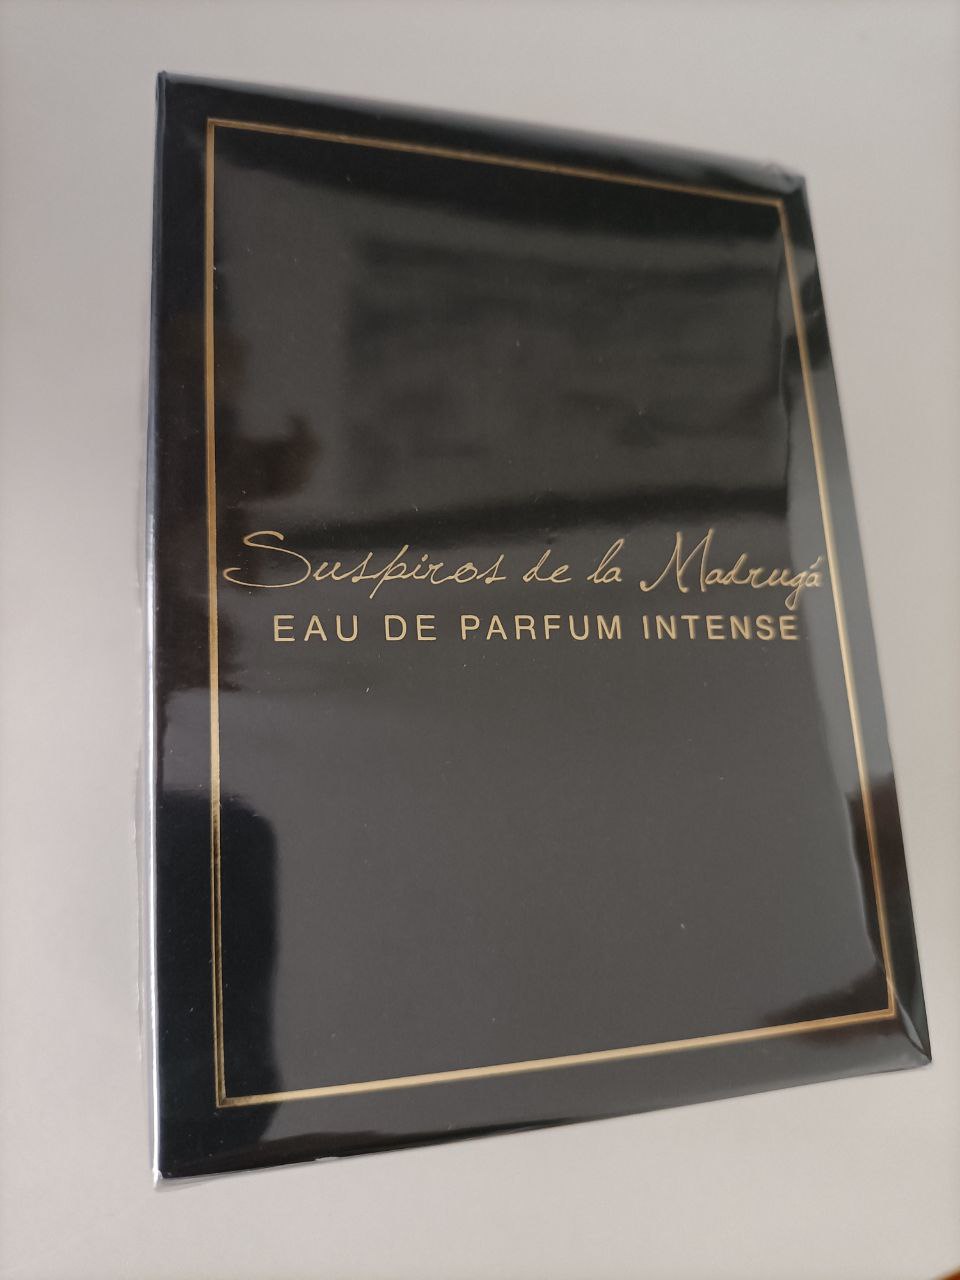 Suspiros de la Madrugá
EAU DE PARFUM INTENSE